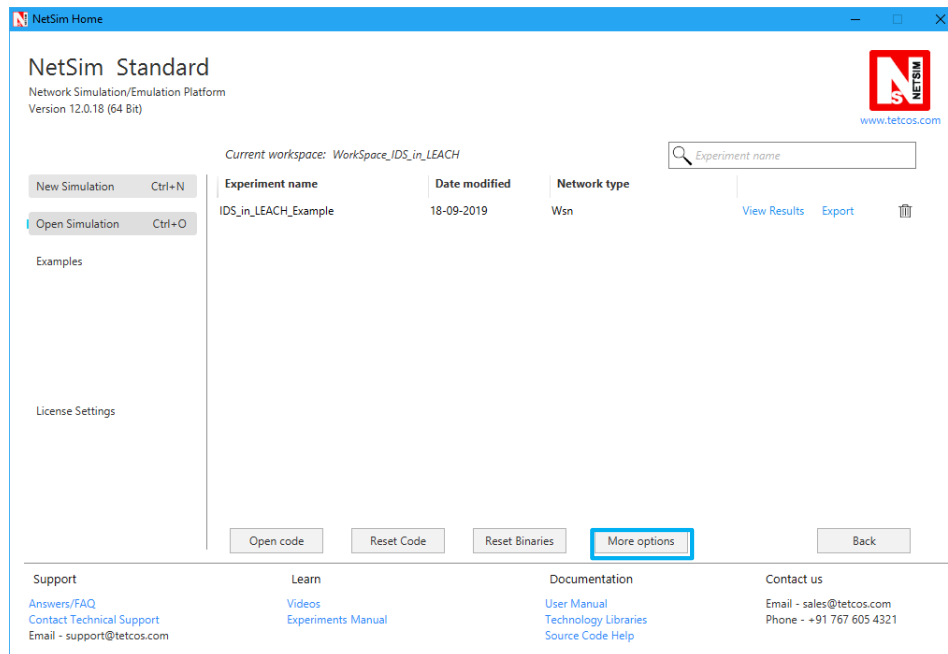 NetSim Home
NetSim Standard
Network Simulation/Emulation Platform
Version 12.0.18 (64 Bit)
NS NETSIM
www.tetcos.com
Current workspace: WorkSpace_IDS_in_LEACH
Experiment name
New Simulation Ctrl+N
Open Simulation Ctrl+O
Examples
License Settings
Experiment name Date modified Network type
IDS_in_LEACH_Example 18-09-2019 Wsn View Results Export
Open code Reset Code Reset Binaries More options Back
Support
Answers/FAQ
Contact Technical Support
Email - support@tetcos.com
Learn
Videos
Experiments Manual
Documentation
User Manual
Technology Libraries
Source Code Help
Contact us
Email - sales@tetcos.com
Phone - +91 767 605 4321